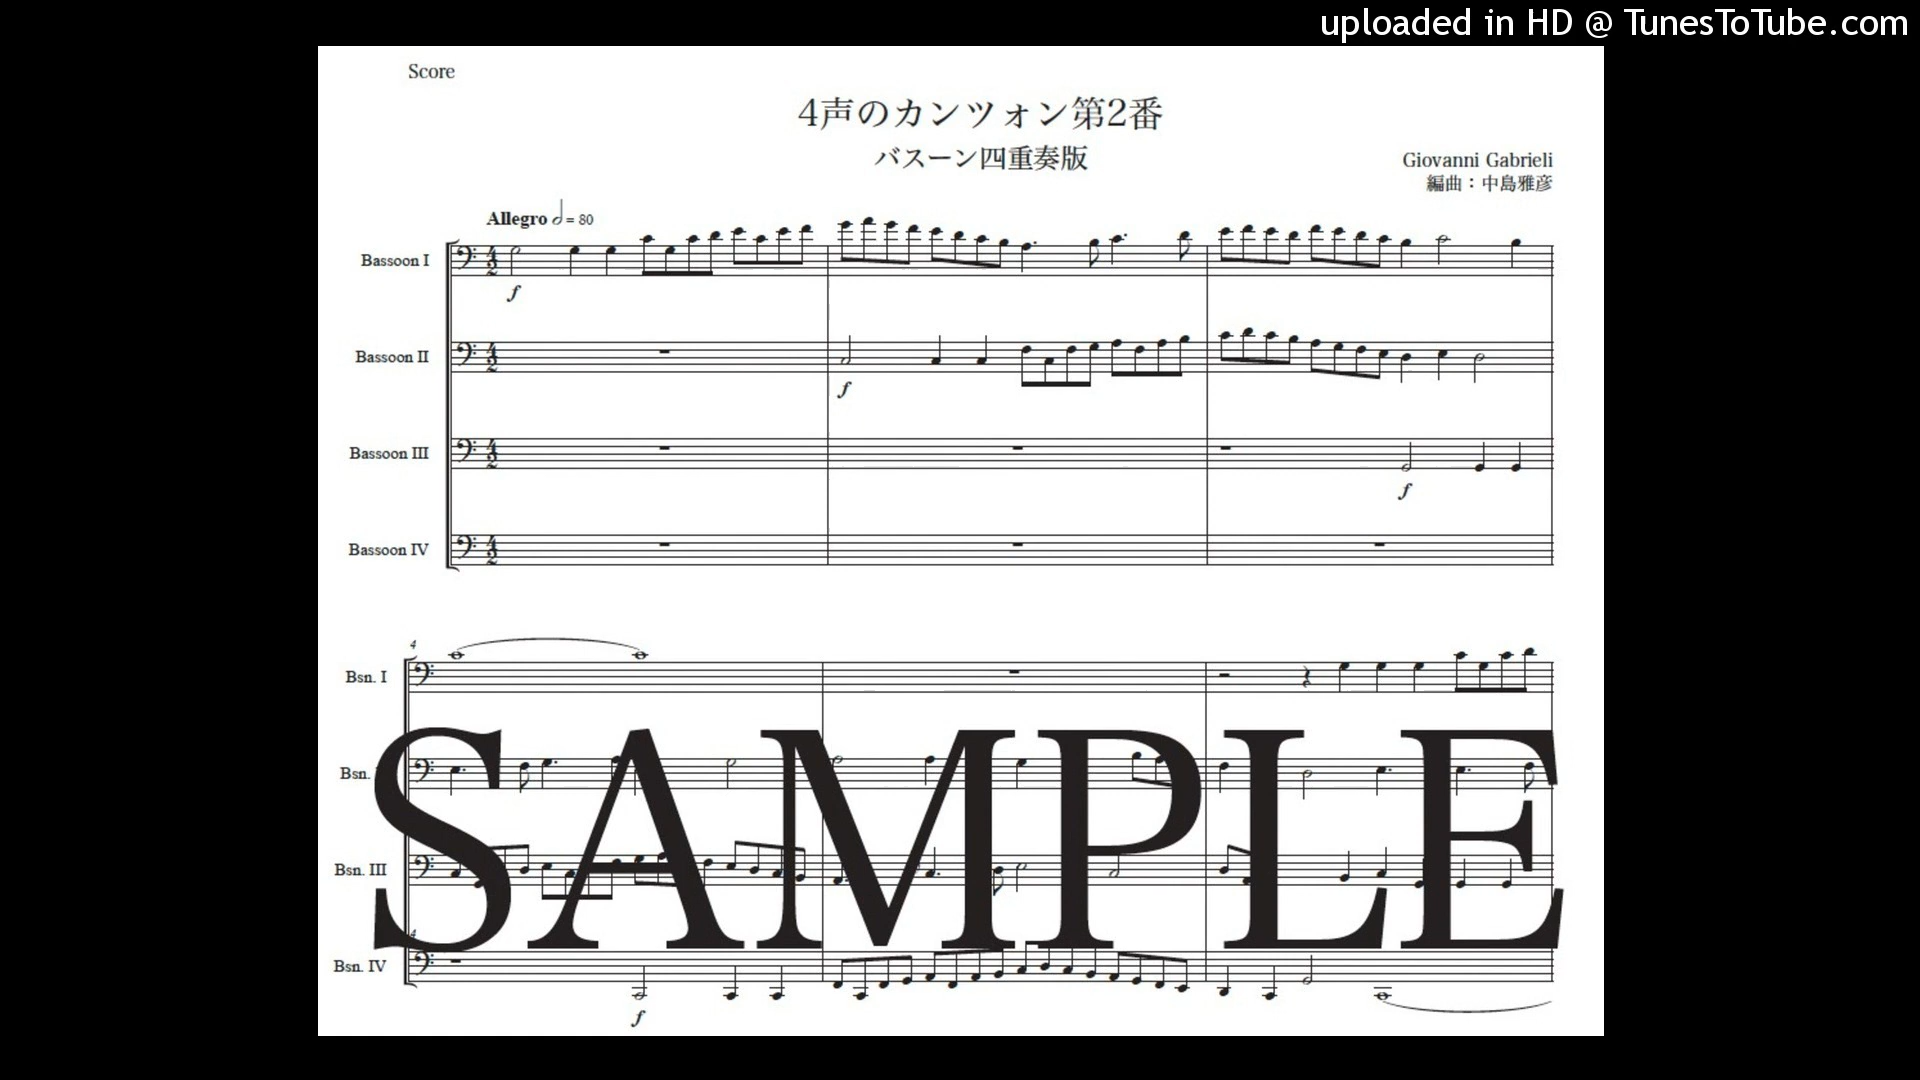 uploaded in HD @ TunesToTube.com
Score
4声のカンツォン第2番
バスーン四重奏版
Giovanni Gabrieli
編曲：中島雅彦
Allegro = 80
Bassoon I
f
Bassoon II
f
Bassoon III
f
Bassoon IV
4
Bsn. I
Bsn.
Bsn. III
4
Bsn. IV
f
SAMPLE